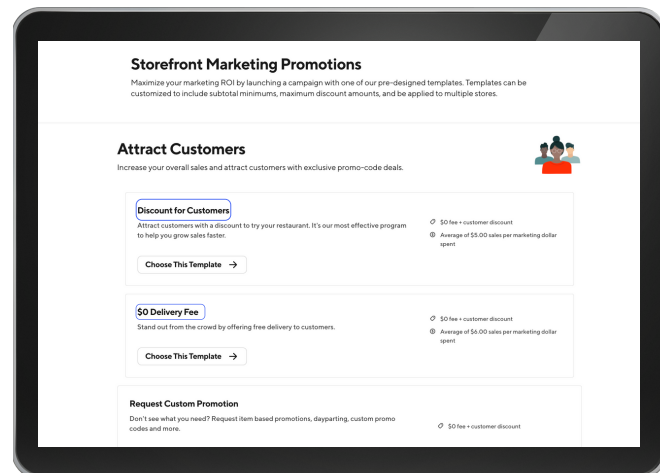 Storefront Marketing Promotions
Maximize your marketing ROI by launching a campaign with one of our pre-designed templates. Templates can be
customized to include subtotal minimums, maximum discount amounts, and be applied to multiple stores.
Attract Customers
Increase your overall sales and attract customers with exclusive promo-code deals.
Discount for Customers
Attract customers with a discount to try your restaurant. It's our most effective program
to help you grow sales faster.
$0 fee + customer discount
Average of $5.00 sales per marketing dollar
spent
Choose This Template →
$0 Delivery Fee
Stand out from the crowd by offering free delivery to customers.
$0 fee + customer discount
Average of $6.00 sales per marketing dollar
spent
Choose This Template →
Request Custom Promotion
Don't see what you need? Request item based promotions, dayparting, custom promo
codes and more.
$0 fee + customer discount